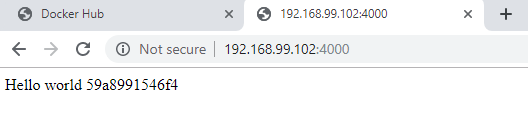 Docker Hub
192.168.99.102:4000
Not secure
192.168.99.102:4000
Hello world 59a8991546f4